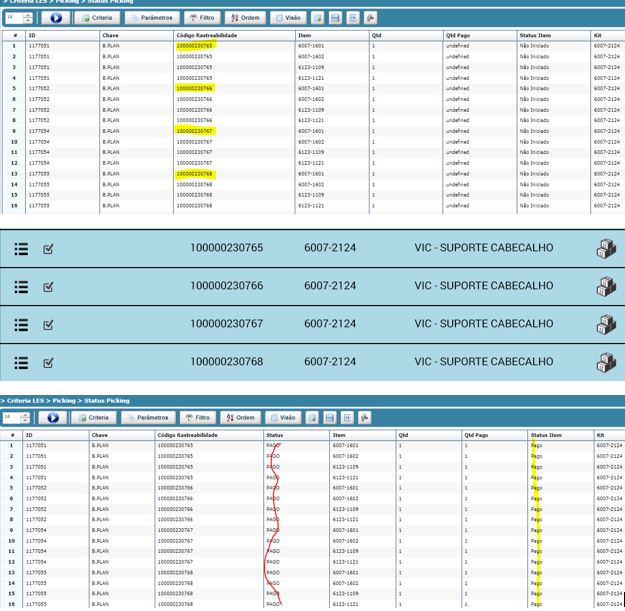 > Criteria LES > Picking > Status Picking
16 Criteria Parâmetros Filtro Ordem Visão
# ID Chave Código Rastreabilidade Item Qtd Qtd Pago Status Item Kit
1 1177051 B.PLAN 100000230765 6007-1601 1 undefined Não Iniciado 6007-2124
2 1177051 B.PLAN 100000230765 6007-1602 1 undefined Não Iniciado 6007-2124
3 1177051 B.PLAN 100000230765 6123-1109 1 undefined Não Iniciado 6007-2124
4 1177051 B.PLAN 100000230765 6123-1121 1 undefined Não Iniciado 6007-2124
5 1177052 B.PLAN 100000230766 6007-1601 1 undefined Não Iniciado 6007-2124
6 1177052 B.PLAN 100000230766 6007-1602 1 undefined Não Iniciado 6007-2124
7 1177052 B.PLAN 100000230766 6123-1109 1 undefined Não Iniciado 6007-2124
8 1177052 B.PLAN 100000230766 6123-1121 1 undefined Não Iniciado 6007-2124
9 1177054 B.PLAN 100000230767 6007-1601 1 undefined Não Iniciado 6007-2124
10 1177054 B.PLAN 100000230767 6007-1602 1 undefined Não Iniciado 6007-2124
11 1177054 B.PLAN 100000230767 6123-1109 1 undefined Não Iniciado 6007-2124
12 1177054 B.PLAN 100000230767 6123-1121 1 undefined Não Iniciado 6007-2124
13 1177055 B.PLAN 100000230768 6007-1601 1 undefined Não Iniciado 6007-2124
14 1177055 B.PLAN 100000230768 6007-1602 1 undefined Não Iniciado 6007-2124
15 1177055 B.PLAN 100000230768 6123-1109 1 undefined Não Iniciado 6007-2124
16 1177055 B.PLAN 100000230768 6123-1121 1 undefined Não Iniciado 6007-2124
100000230765 6007-2124 VIC - SUPORTE CABECALHO
100000230766 6007-2124 VIC - SUPORTE CABECALHO
100000230767 6007-2124 VIC - SUPORTE CABECALHO
100000230768 6007-2124 VIC - SUPORTE CABECALHO
> Criteria LES > Picking > Status Picking
16 Criteria Parâmetros Filtro Ordem Visão
# ID Chave Código Rastreabilidade Status Item Qtd Qtd Pago Status Item Kit
1 1177051 B.PLAN 100000230765 PAGO 6007-1601 1 1 Pago 6007-2124
2 1177051 B.PLAN 100000230765 PAGO 6007-1602 1 1 Pago 6007-2124
3 1177051 B.PLAN 100000230765 PAGO 6123-1109 1 1 Pago 6007-2124
4 1177051 B.PLAN 100000230765 PAGO 6123-1121 1 1 Pago 6007-2124
5 1177052 B.PLAN 100000230766 PAGO 6007-1601 1 1 Pago 6007-2124
6 1177052 B.PLAN 100000230766 PAGO 6007-1602 1 1 Pago 6007-2124
7 1177052 B.PLAN 100000230766 PAGO 6123-1109 1 1 Pago 6007-2124
8 1177052 B.PLAN 100000230766 PAGO 6123-1121 1 1 Pago 6007-2124
9 1177054 B.PLAN 100000230767 PAGO 6007-1601 1 1 Pago 6007-2124
10 1177054 B.PLAN 100000230767 PAGO 6007-1602 1 1 Pago 6007-2124
11 1177054 B.PLAN 100000230767 PAGO 6123-1109 1 1 Pago 6007-2124
12 1177054 B.PLAN 100000230767 PAGO 6123-1121 1 1 Pago 6007-2124
13 1177055 B.PLAN 100000230768 PAGO 6007-1601 1 1 Pago 6007-2124
14 1177055 B.PLAN 100000230768 PAGO 6007-1602 1 1 Pago 6007-2124
15 1177055 B.PLAN 100000230768 PAGO 6123-1109 1 1 Pago 6007-2124
16 1177055 B.PLAN 100000230768 PAGO 6123-1121 1 1 Pago 6007-2124